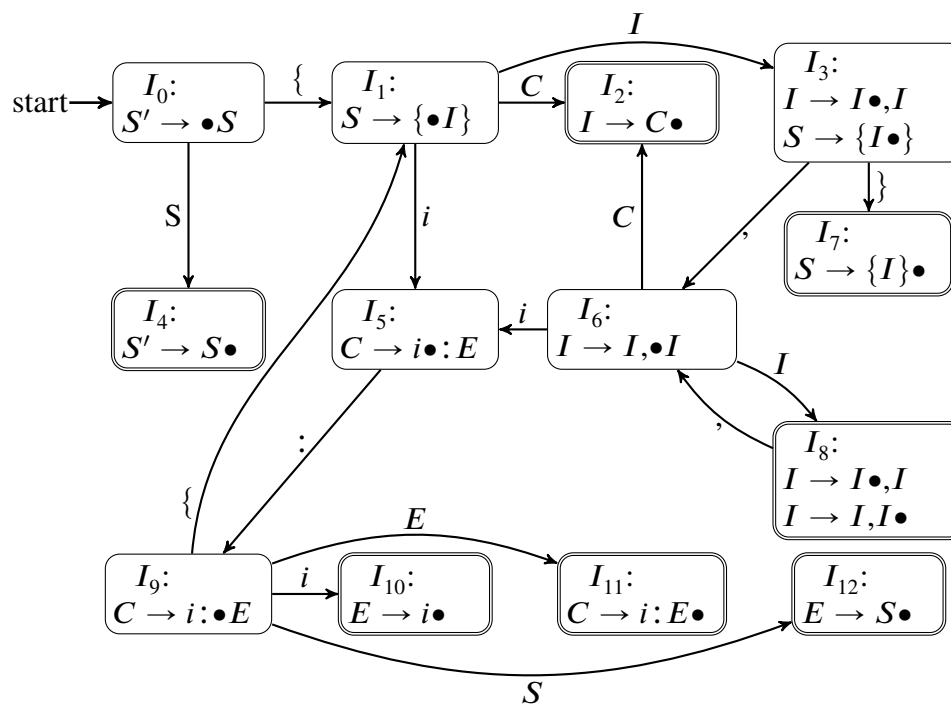 I
I₀:
S′ → •S
{
I₁:
S → {•I}
C
I₂:
I → C•
I₃:
I → I•,I
S → {I•}
start
S
i
C
,
}
I₇:
S → {I}•
I₄:
S′ → S•
I₅:
C → i•:E
i
I₆:
I → I,•I
I
:
,
I₈:
I → I•,I
I → I,I•
{
E
I₉:
C → i:•E
i
I₁₀:
E → i•
I₁₁:
C → i:E•
I₁₂:
E → S•
S